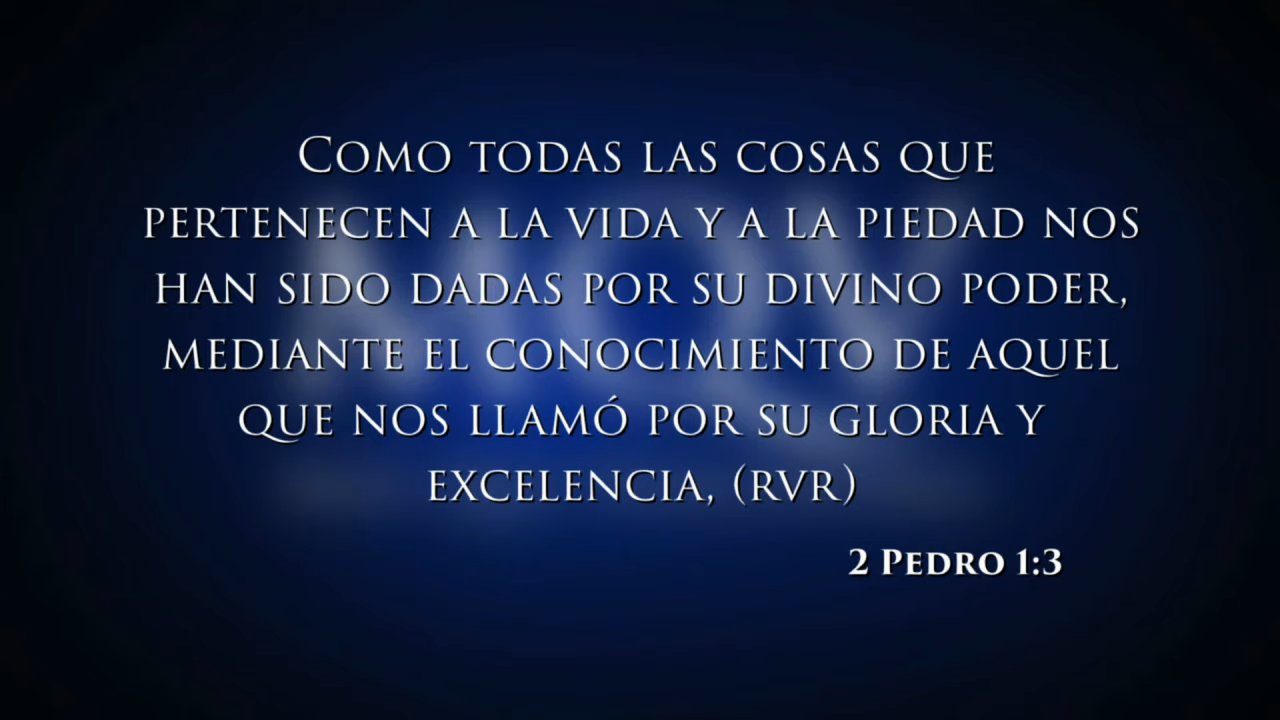 Como todas las cosas que
pertenecen a la vida y a la piedad nos
han sido dadas por su divino poder,
mediante el conocimiento de aquel
que nos llamó por su gloria y
excelencia, (rvr)
2 Pedro 1:3